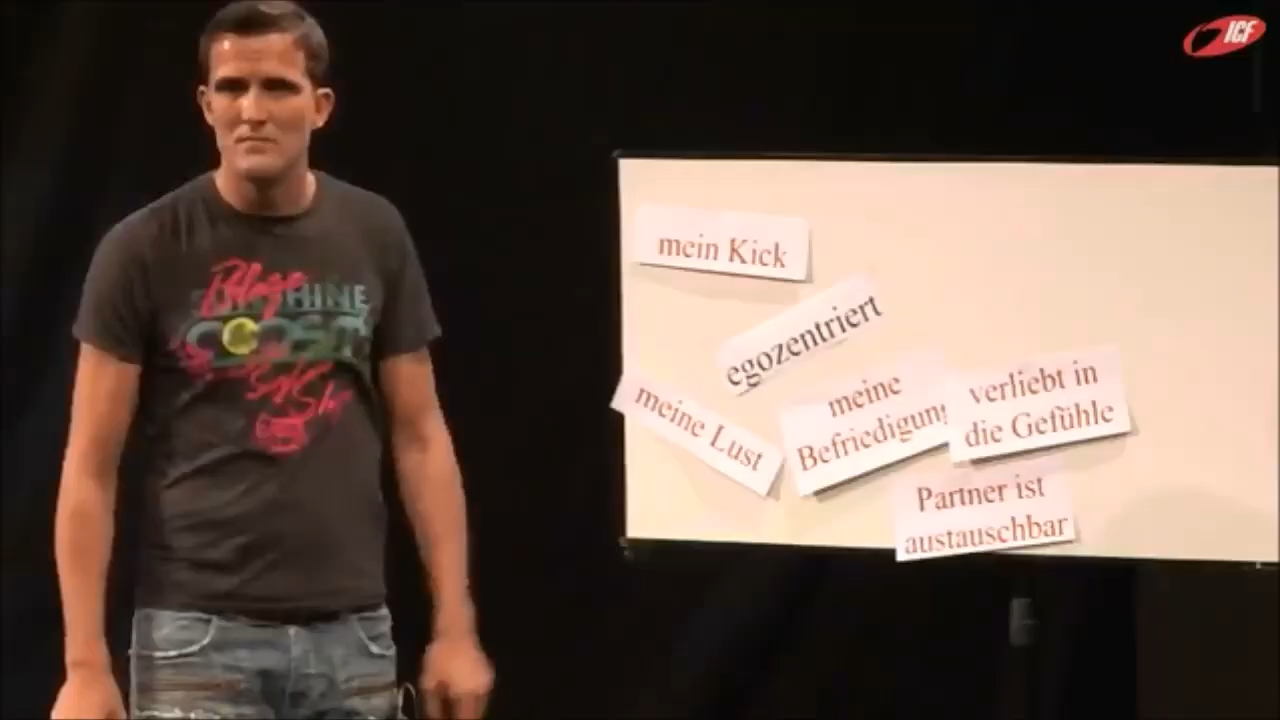 ICF
mein Kick
egozentriert
meine Lust
meine
Befriedigung
verliebt in
die Gefühle
Partner ist
austauschbar